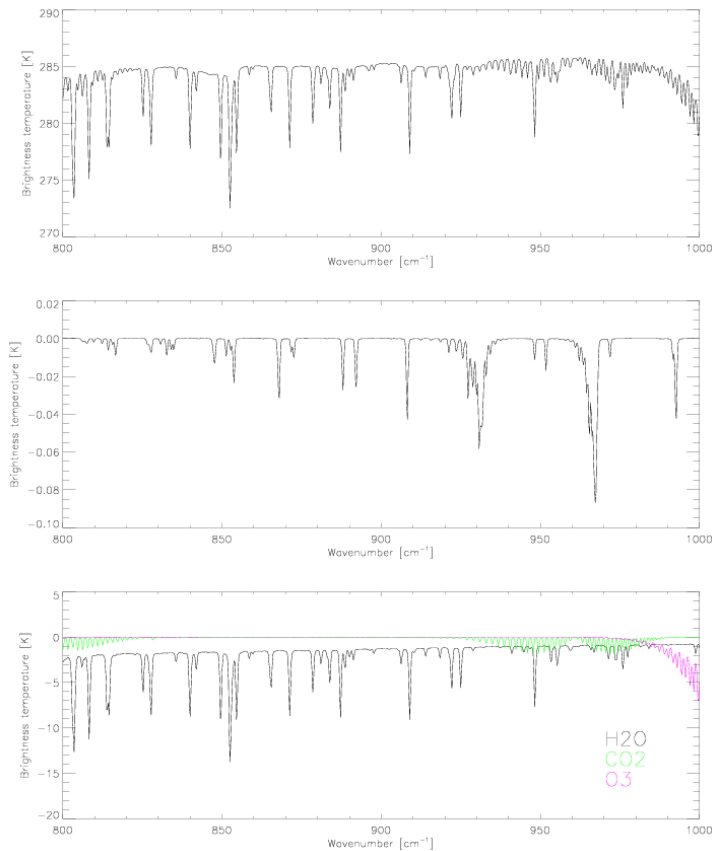 290
285
280
275
270
Brightness temperature [K]
800 850 900 950 1000
Wavenumber [cm⁻¹]
0.02
0.00
−0.02
−0.04
−0.06
−0.08
−0.10
Brightness temperature [K]
800 850 900 950 1000
Wavenumber [cm⁻¹]
5
0
−5
−10
−15
−20
Brightness temperature [K]
H2O
CO2
O3
800 850 900 950 1000
Wavenumber [cm⁻¹]